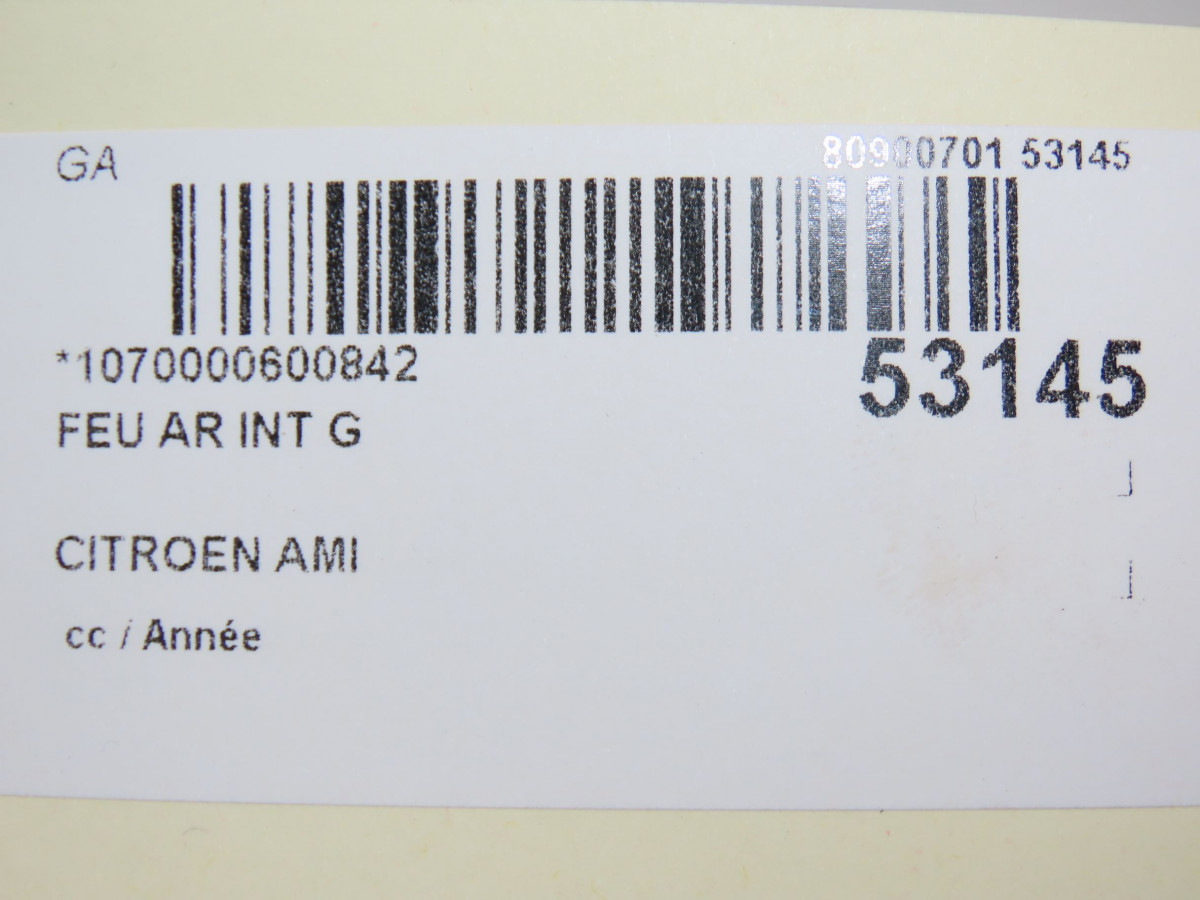 GA
80900701 53145
*1070000600842
53145
FEU AR INT G
CITROEN AMI
cc / Année